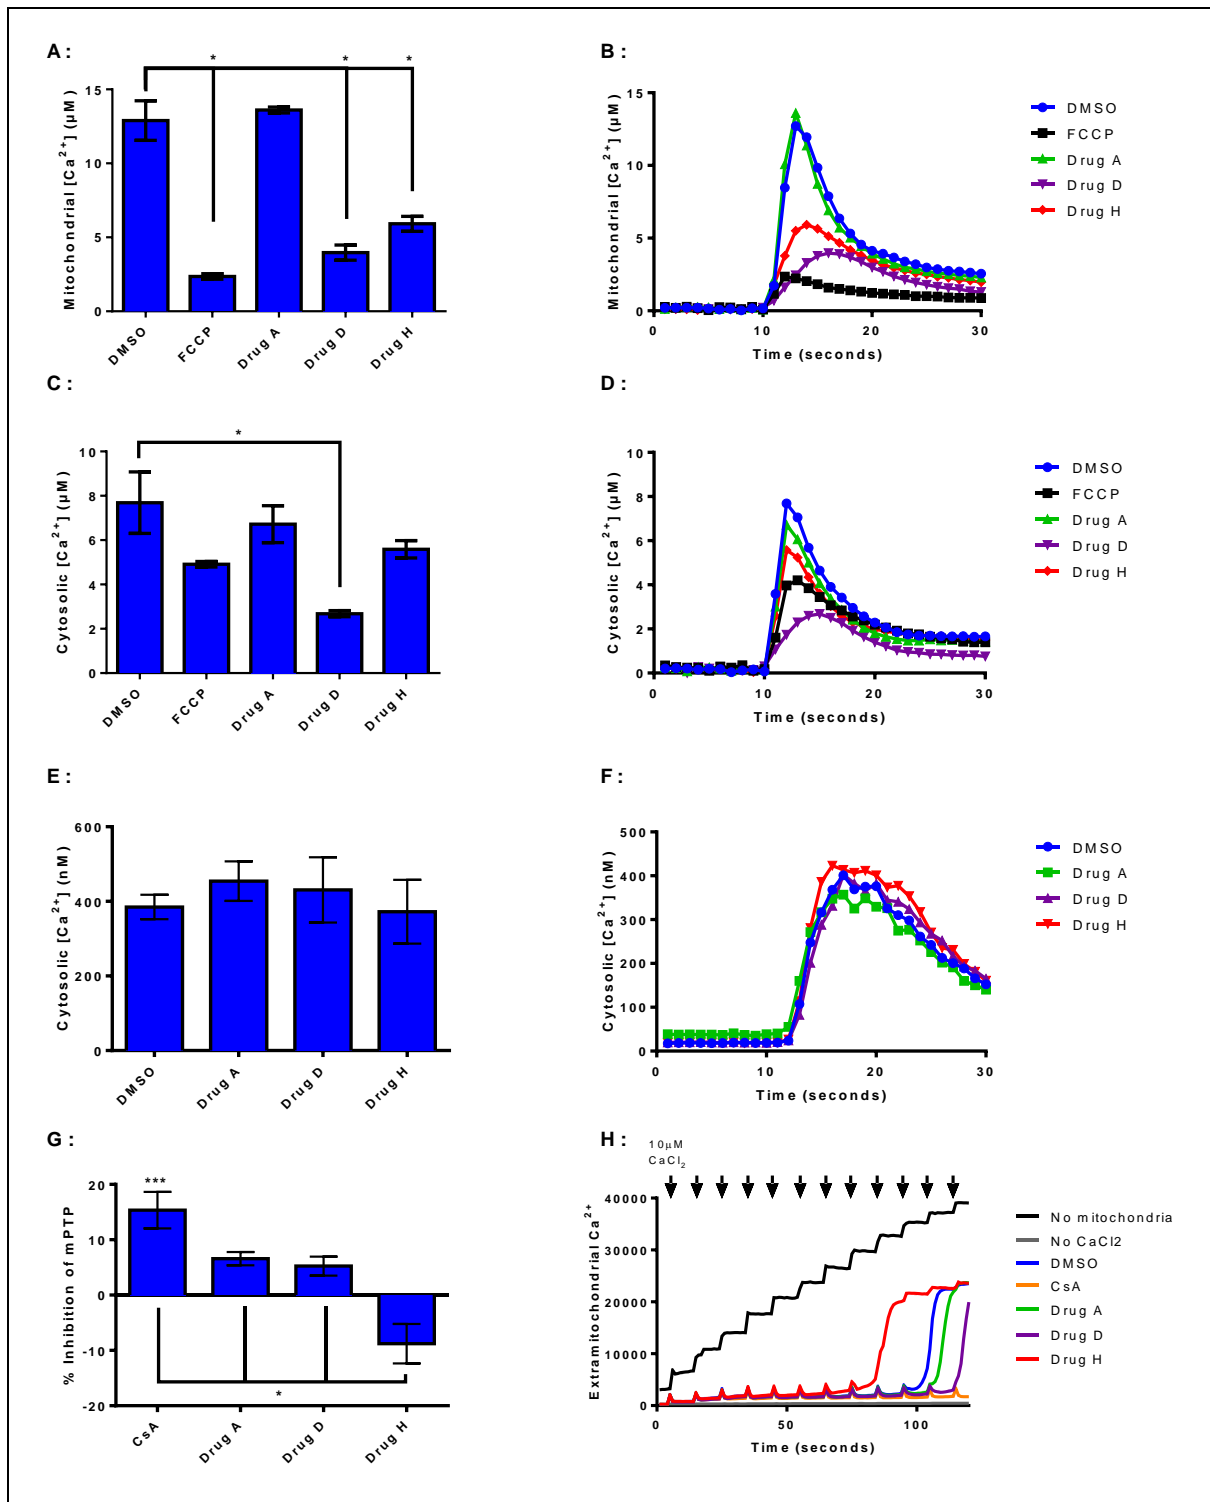 A:
*
*
*
Mitochondrial [Ca²⁺] (µM)
15
10
5
0
DMSO
FCCP
Drug A
Drug D
Drug H
B:
Mitochondrial [Ca²⁺] (µM)
15
10
5
0
0
10
20
30
Time (seconds)
DMSO
FCCP
Drug A
Drug D
Drug H
C:
*
Cytosolic [Ca²⁺] (µM)
10
8
6
4
2
0
DMSO
FCCP
Drug A
Drug D
Drug H
D:
Cytosolic [Ca²⁺] (µM)
10
8
6
4
2
0
0
10
20
30
Time (seconds)
DMSO
FCCP
Drug A
Drug D
Drug H
E:
Cytosolic [Ca²⁺] (nM)
600
400
200
0
DMSO
Drug A
Drug D
Drug H
F:
Cytosolic [Ca²⁺] (nM)
500
400
300
200
100
0
0
10
20
30
Time (seconds)
DMSO
Drug A
Drug D
Drug H
G:
***
% Inhibition of mPTP
20
10
0
-10
-20
*
CsA
Drug A
Drug D
Drug H
H:
10µM
CaCl₂
Extramitochondrial Ca²⁺
40000
30000
20000
10000
0
0
50
100
Time (seconds)
No mitochondria
No CaCl2
DMSO
CsA
Drug A
Drug D
Drug H